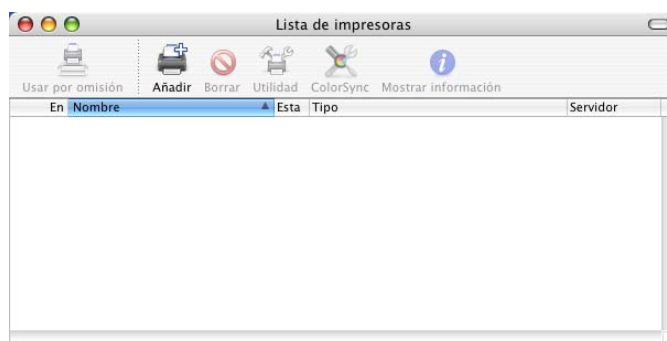 Lista de impresoras
Usar por omisión Añadir Borrar Utilidad ColorSync Mostrar información
En Nombre Esta Tipo Servidor